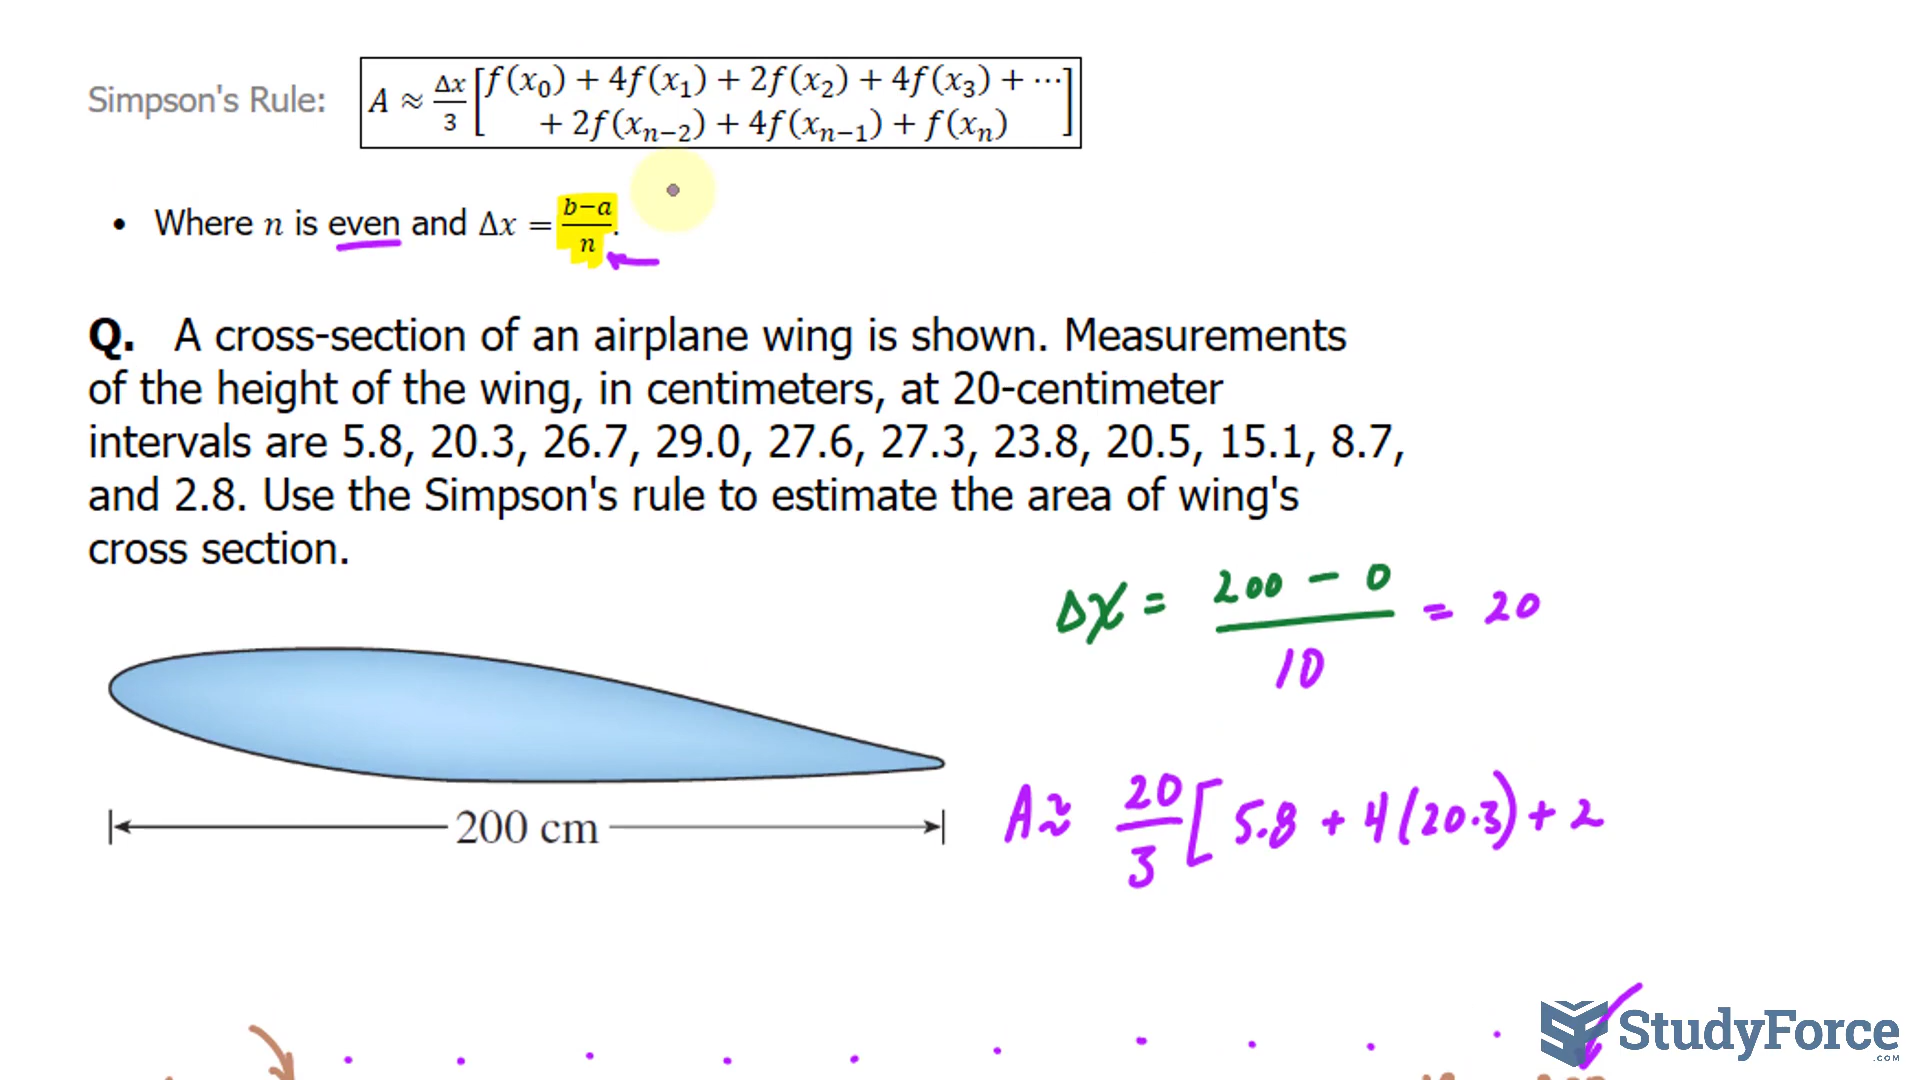 Simpson's Rule: A ≈ Δx/3 [f(x₀) + 4f(x₁) + 2f(x₂) + 4f(x₃) + ⋯
+ 2f(xₙ₋₂) + 4f(xₙ₋₁) + f(xₙ)]
• Where n is even and Δx = b−a/n.
Q. A cross-section of an airplane wing is shown. Measurements
of the height of the wing, in centimeters, at 20-centimeter
intervals are 5.8, 20.3, 26.7, 29.0, 27.6, 27.3, 23.8, 20.5, 15.1, 8.7,
and 2.8. Use the Simpson's rule to estimate the area of wing's
cross section.
Δx = 200 − 0 / 10 = 20
200 cm
A ≈ 20/3 [5.8 + 4(20.3) + 2
StudyForce
.COM